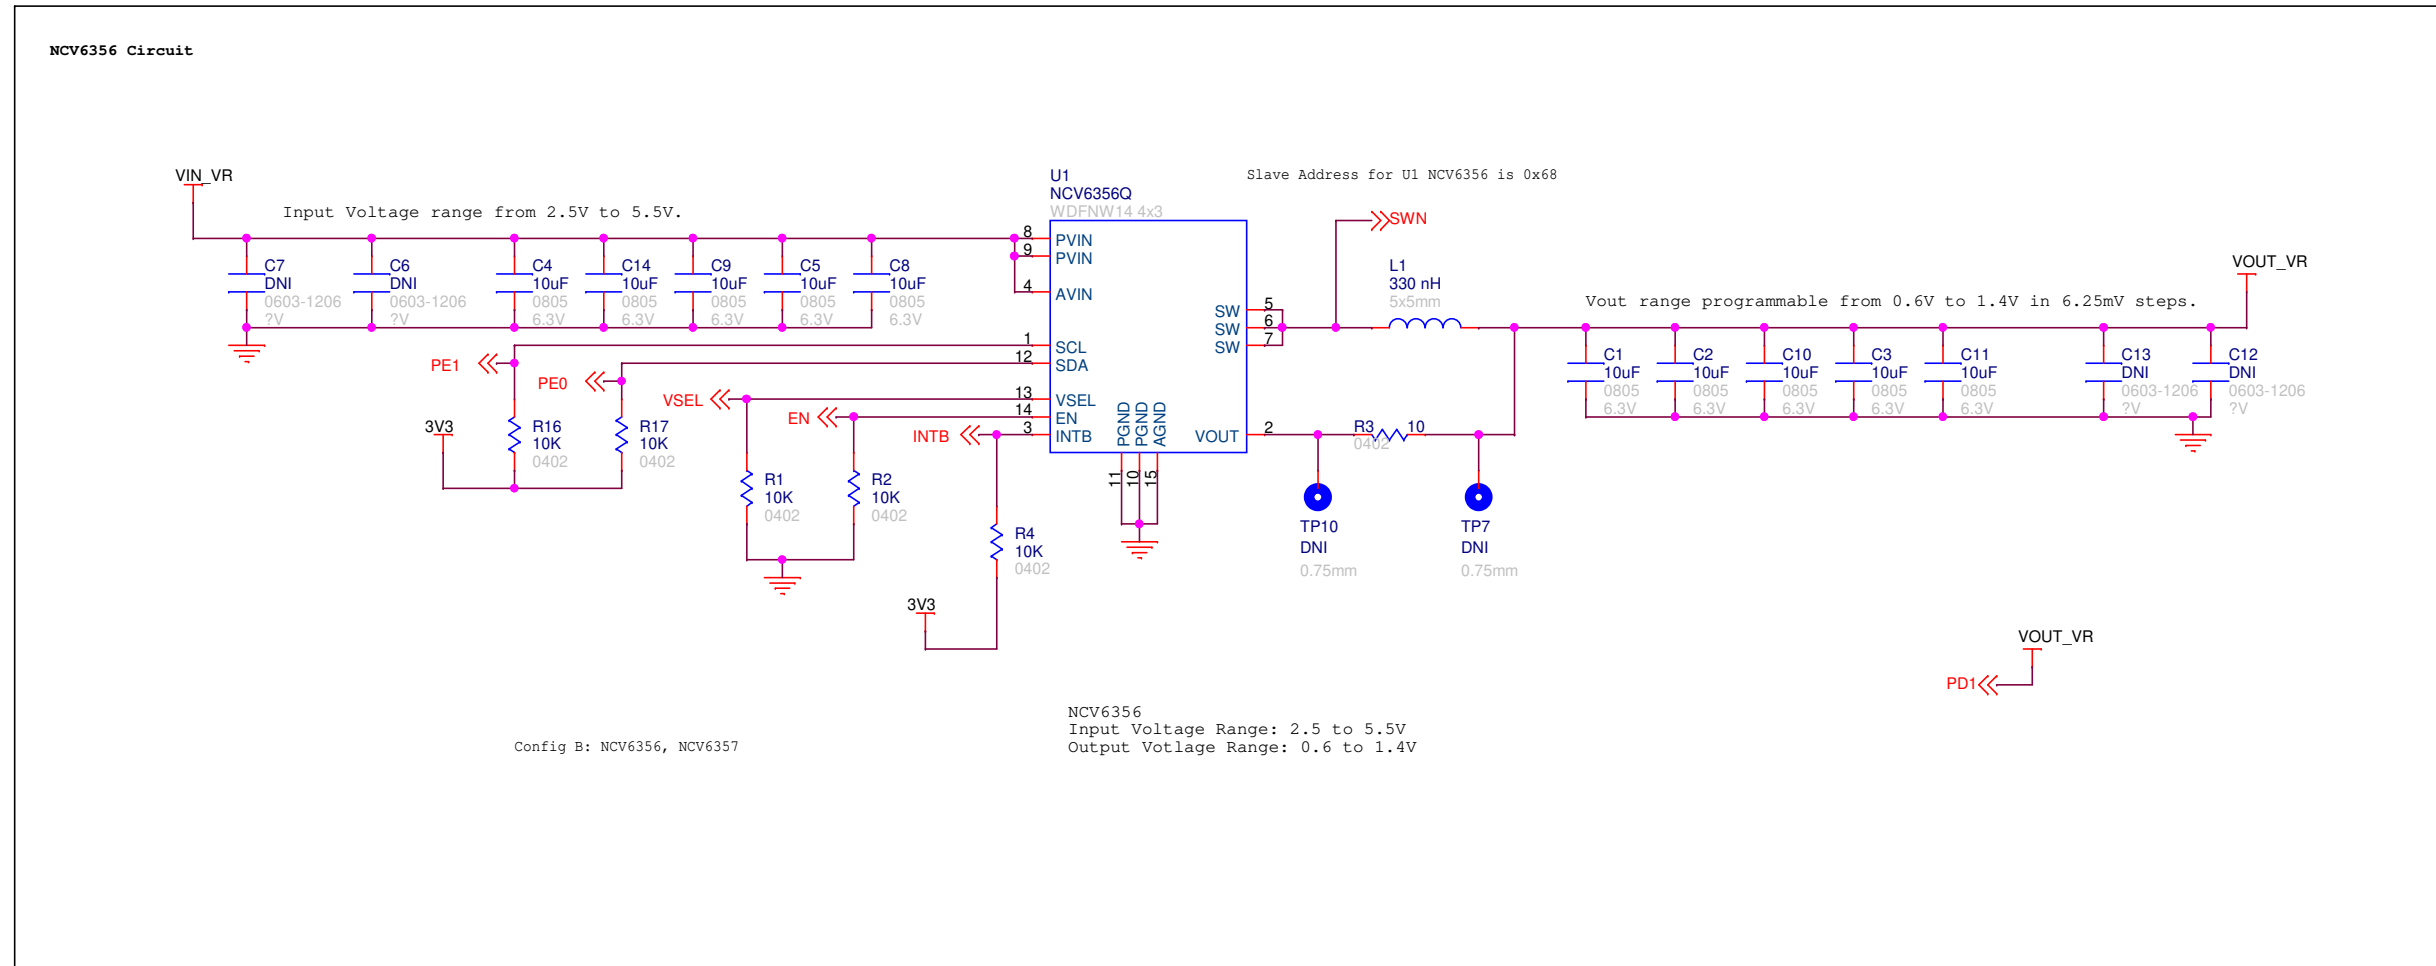 NCV6356 Circuit
VIN_VR
Input Voltage range from 2.5V to 5.5V.
C7
DNI
0603-1206
?V
C6
DNI
0603-1206
?V
C4
10uF
0805
6.3V
C14
10uF
0805
6.3V
C9
10uF
0805
6.3V
C5
10uF
0805
6.3V
C8
10uF
0805
6.3V
U1
NCV6356Q
WDFNW14 4x3
8 PVIN
9 PVIN
4 AVIN
1 SCL
12 SDA
13 VSEL
14 EN
3 INTB
SW 5
SW 6
SW 7
VOUT 2
PGND 11
PGND 10
AGND 15
Slave Address for U1 NCV6356 is 0x68
SWN
L1
330 nH
5x5mm
Vout range programmable from 0.6V to 1.4V in 6.25mV steps.
VOUT_VR
C1
10uF
0805
6.3V
C2
10uF
0805
6.3V
C10
10uF
0805
6.3V
C3
10uF
0805
6.3V
C11
10uF
0805
6.3V
C13
DNI
0603-1206
?V
C12
DNI
0603-1206
?V
PE1
PE0
VSEL
EN
INTB
3V3
R16
10K
0402
R17
10K
0402
R1
10K
0402
R2
10K
0402
R4
10K
0402
3V3
R3 10
0402
TP10
DNI
0.75mm
TP7
DNI
0.75mm
VOUT_VR
PD1
NCV6356
Input Voltage Range: 2.5 to 5.5V
Output Votlage Range: 0.6 to 1.4V
Config B: NCV6356, NCV6357